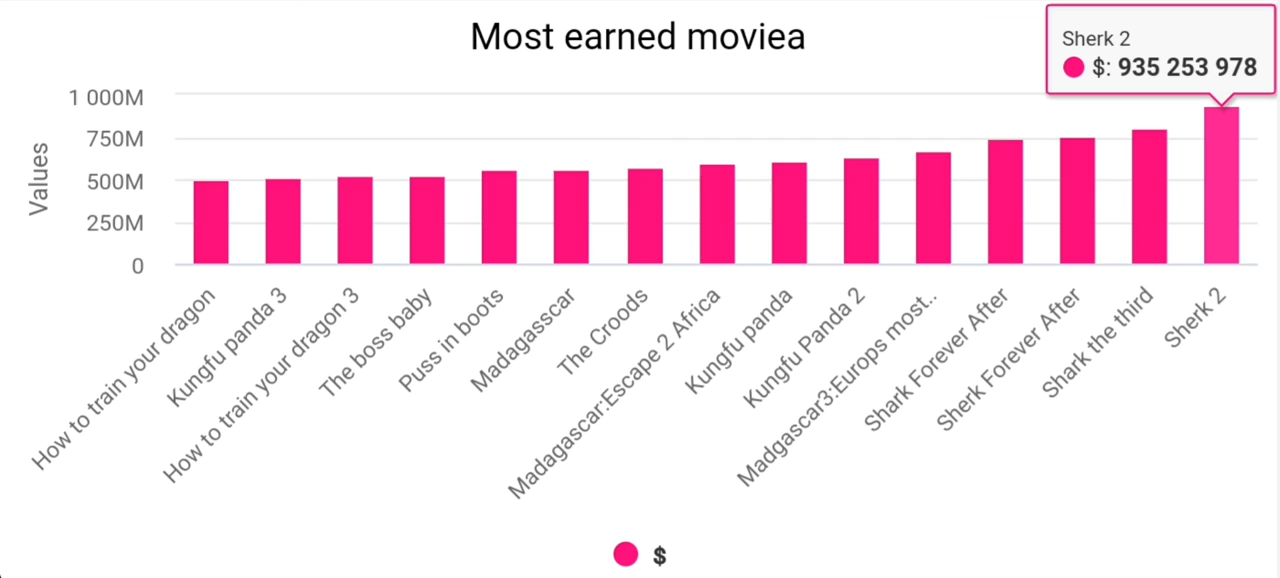 Most earned moviea
Sherk 2
$: 935 253 978
Values
1 000M
750M
500M
250M
0
How to train your dragon
Kungfu panda 3
How to train your dragon 3
The boss baby
Puss in boots
Madagasscar
The Croods
Madagascar:Escape 2 Africa
Kungfu panda
Kungfu Panda 2
Madgascar3:Europs most..
Shark Forever After
Sherk Forever After
Shark the third
Sherk 2
$